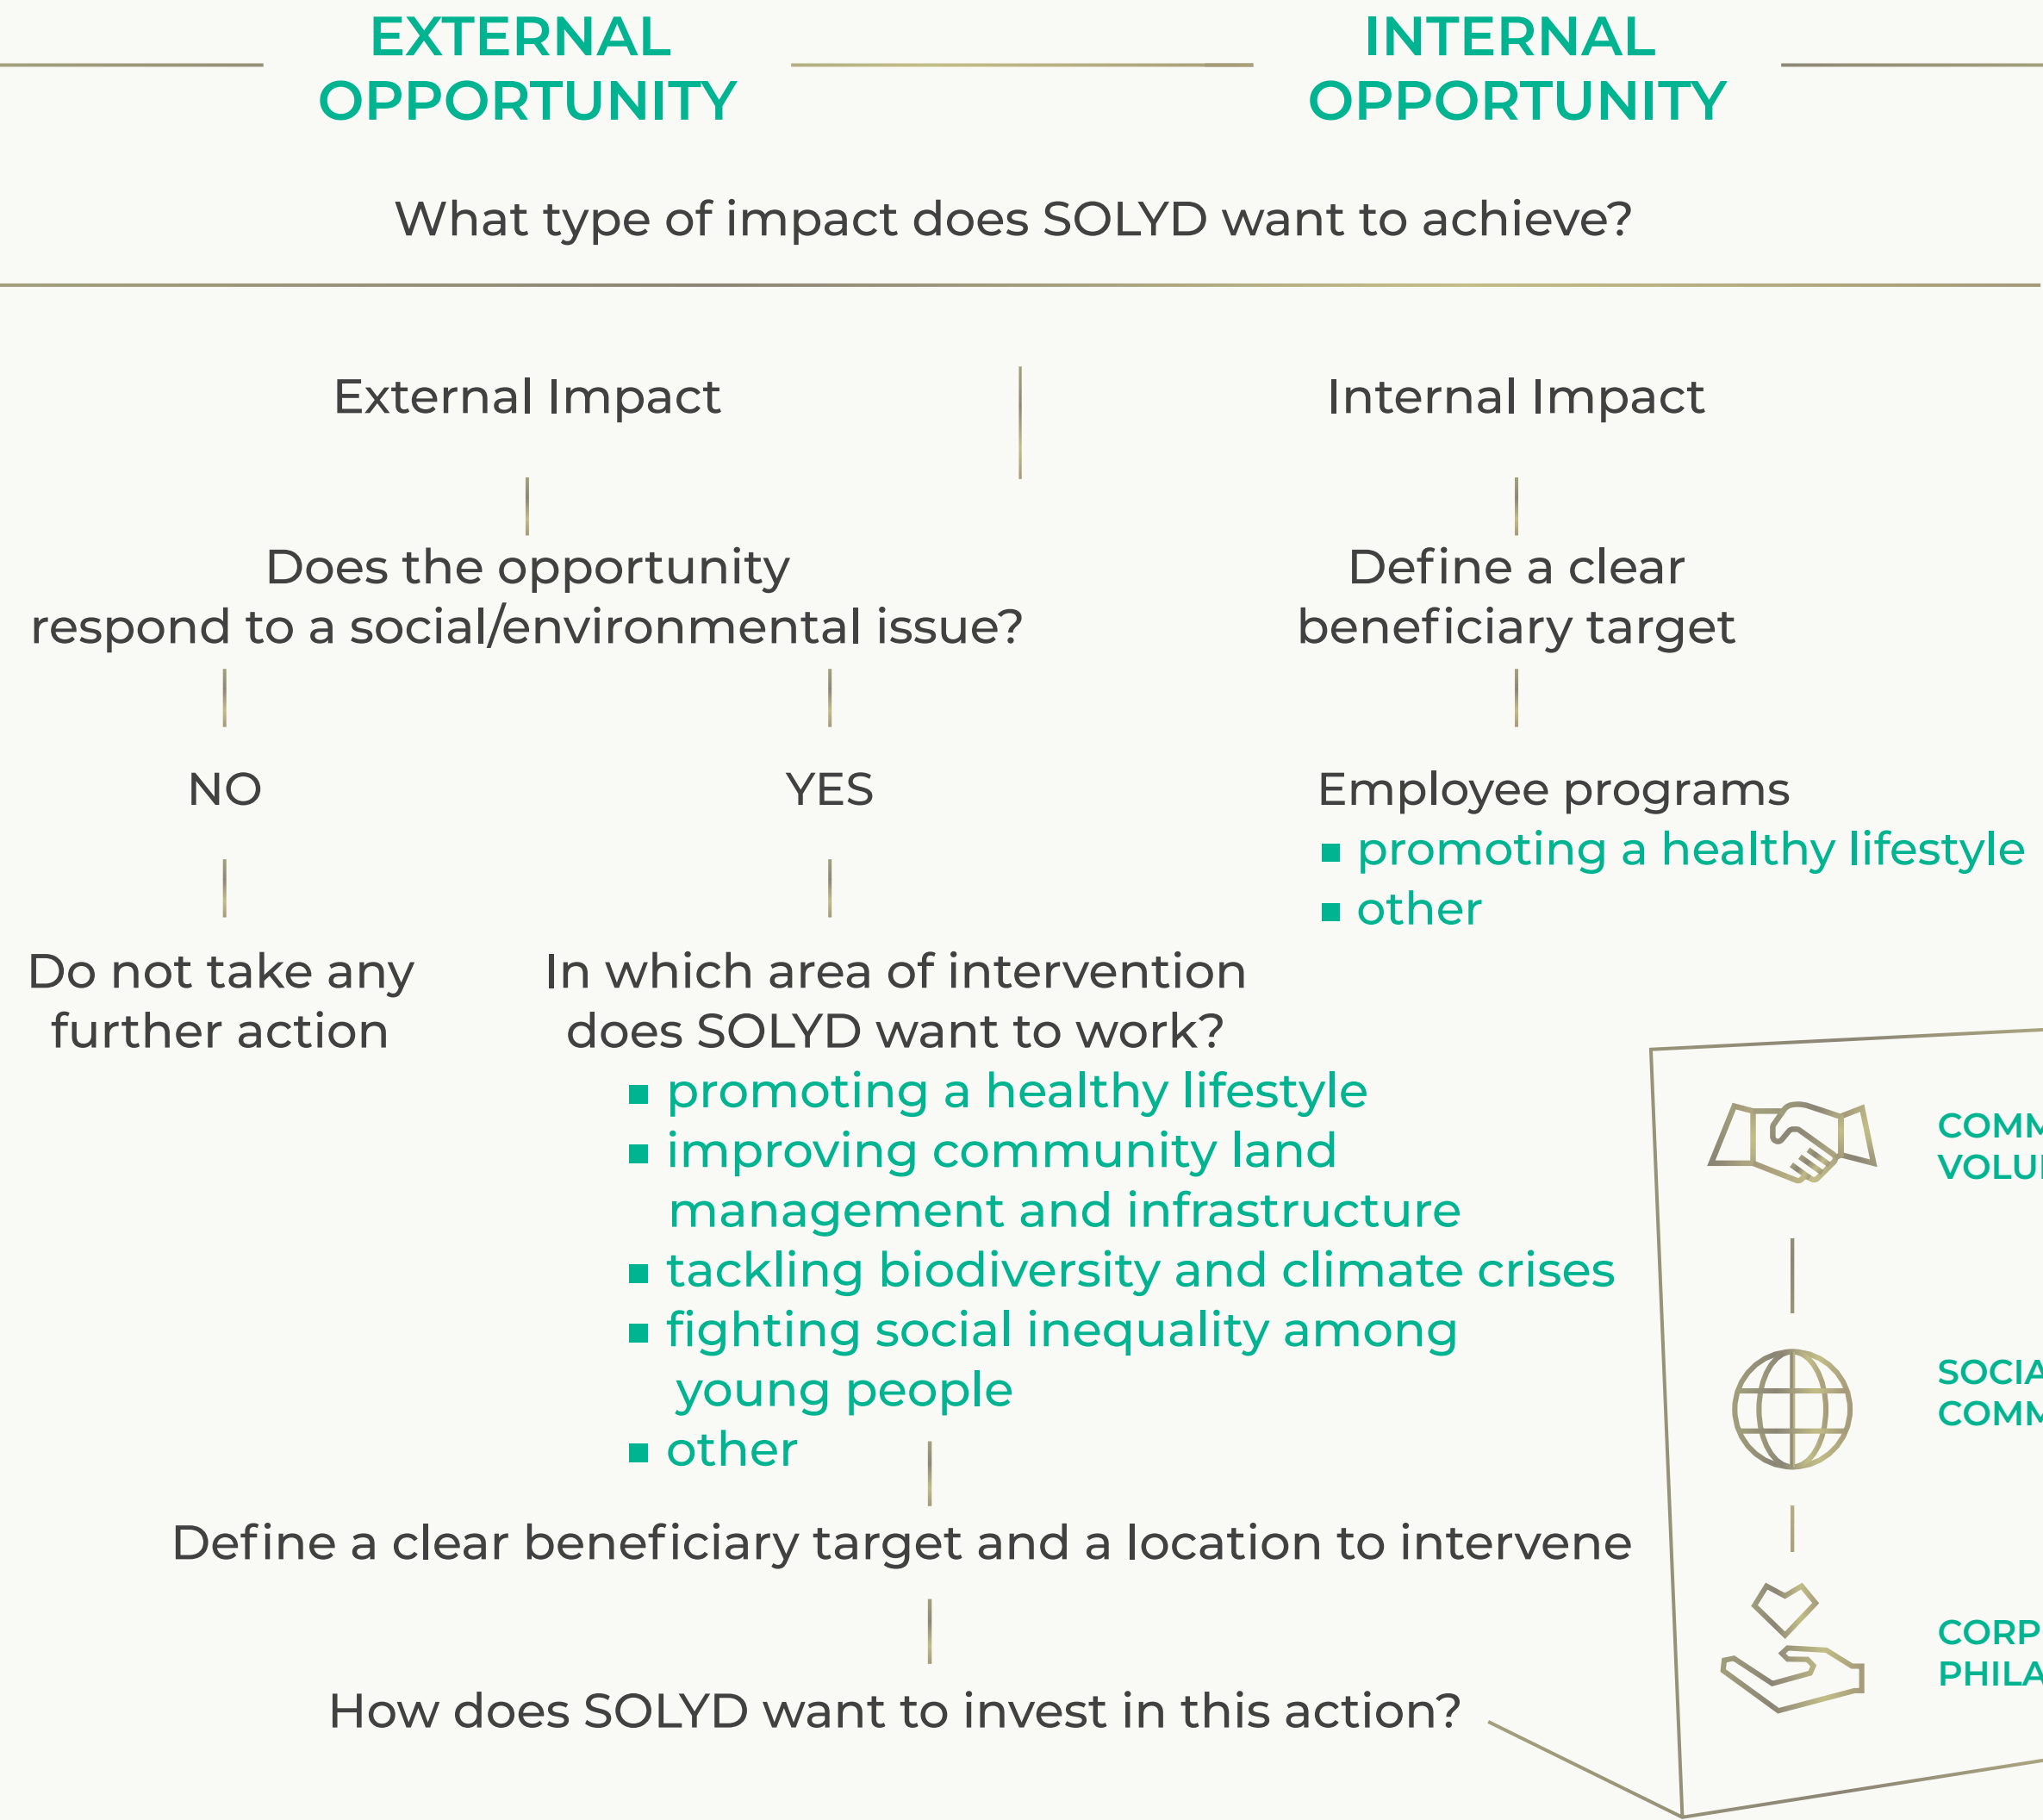 EXTERNAL
OPPORTUNITY
INTERNAL
OPPORTUNITY
What type of impact does SOLYD want to achieve?
External Impact
Internal Impact
Does the opportunity
respond to a social/environmental issue?
Define a clear
beneficiary target
NO
YES
Employee programs
promoting a healthy lifestyle
other
Do not take any
further action
In which area of intervention
does SOLYD want to work?
promoting a healthy lifestyle
improving community land
management and infrastructure
tackling biodiversity and climate crises
fighting social inequality among
young people
other
Define a clear beneficiary target and a location to intervene
How does SOLYD want to invest in this action?